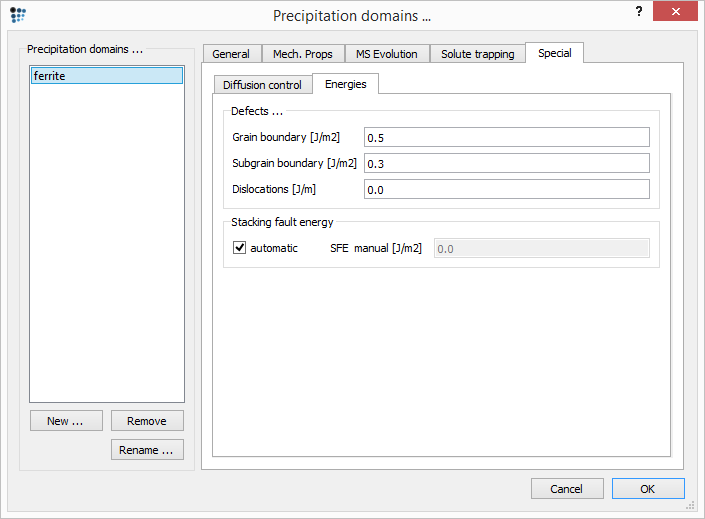 Precipitation domains ...
?
Precipitation domains ...
ferrite
New ...
Remove
Rename ...
General
Mech. Props
MS Evolution
Solute trapping
Special
Diffusion control
Energies
Defects ...
Grain boundary [J/m2]
0.5
Subgrain boundary [J/m2]
0.3
Dislocations [J/m]
0.0
Stacking fault energy
automatic
SFE manual [J/m2]
0.0
Cancel
OK